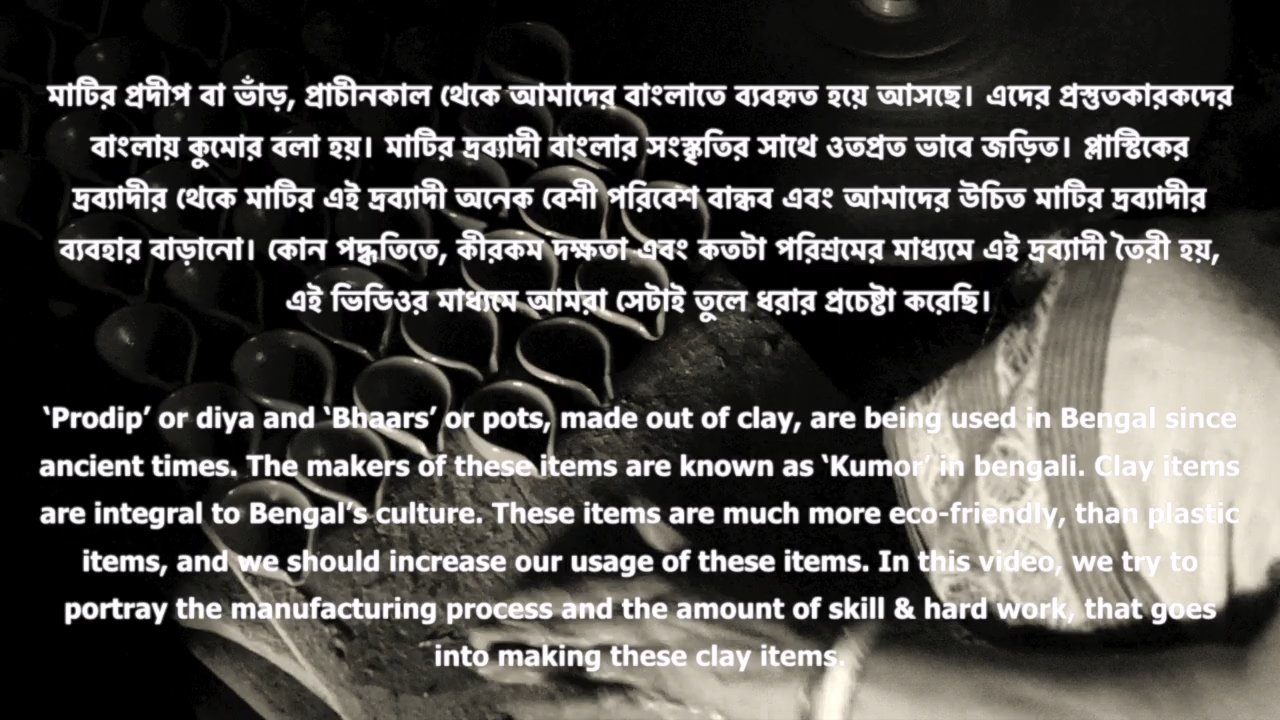 মাটির প্রদীপ বা ভাঁড়, প্রাচীনকাল থেকে আমাদের বাংলাতে ব্যবহৃত হয়ে আসছে। এদের প্রস্তুতকারকদের
বাংলায় কুমোর বলা হয়। মাটির দ্রব্যাদী বাংলার সংস্কৃতির সাথে ওতপ্রত ভাবে জড়িত। প্লাস্টিকের
দ্রব্যাদীর থেকে মাটির এই দ্রব্যাদী অনেক বেশী পরিবেশ বান্ধব এবং আমাদের উচিত মাটির দ্রব্যাদীর
ব্যবহার বাড়ানো। কোন পদ্ধতিতে, কীরকম দক্ষতা এবং কতটা পরিশ্রমের মাধ্যমে এই দ্রব্যাদী তৈরী হয়,
এই ভিডিওর মাধ্যমে আমরা সেটাই তুলে ধরার প্রচেষ্টা করেছি।
‘Prodip’ or diya and ‘Bhaars’ or pots, made out of clay, are being used in Bengal since
ancient times. The makers of these items are known as ‘Kumor’ in bengali. Clay items
are integral to Bengal’s culture. These items are much more eco-friendly, than plastic
items, and we should increase our usage of these items. In this video, we try to
portray the manufacturing process and the amount of skill & hard work, that goes
into making these clay items.